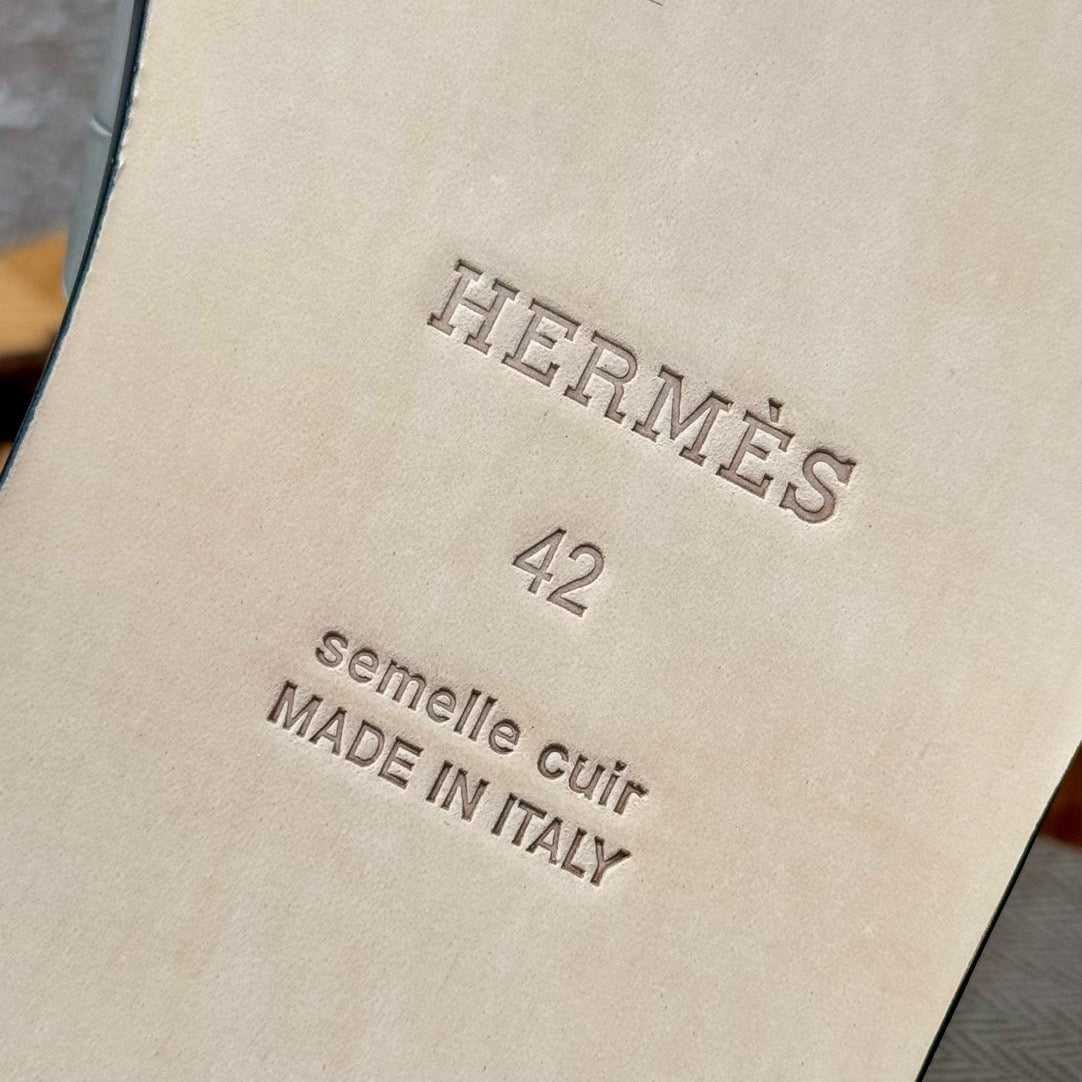 HERMÈS
42
semelle cuir
MADE IN ITALY